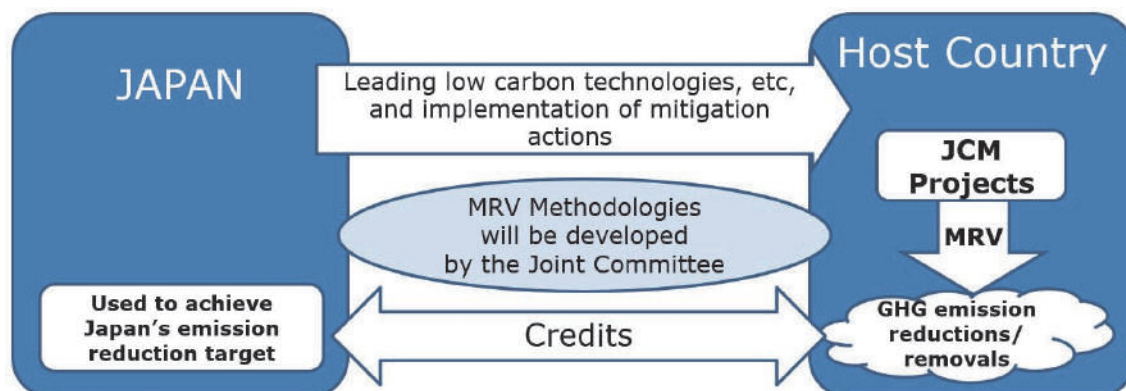 JAPAN
Leading low carbon technologies, etc,
and implementation of mitigation
actions
Host Country
JCM
Projects
MRV
MRV Methodologies
will be developed
by the Joint Committee
Used to achieve
Japan's emission
reduction target
Credits
GHG emission
reductions/
removals